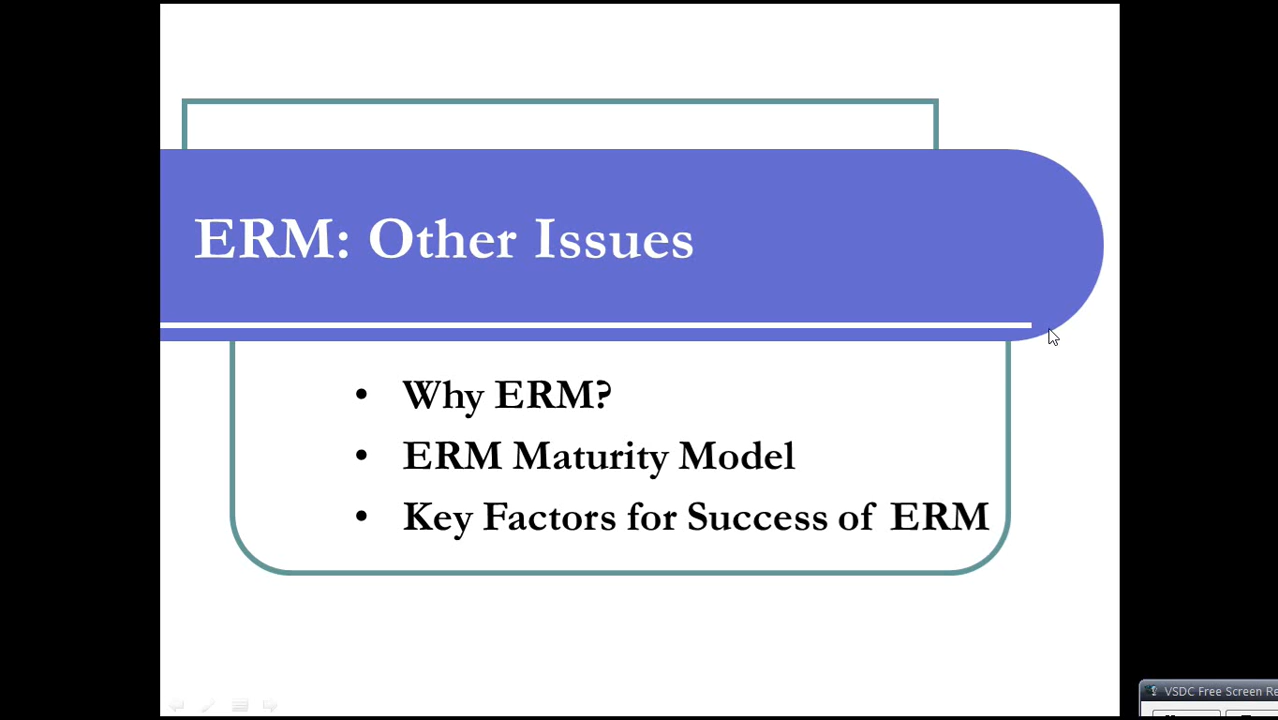 ERM: Other Issues
• Why ERM?
• ERM Maturity Model
• Key Factors for Success of ERM
VSDC Free Screen Re